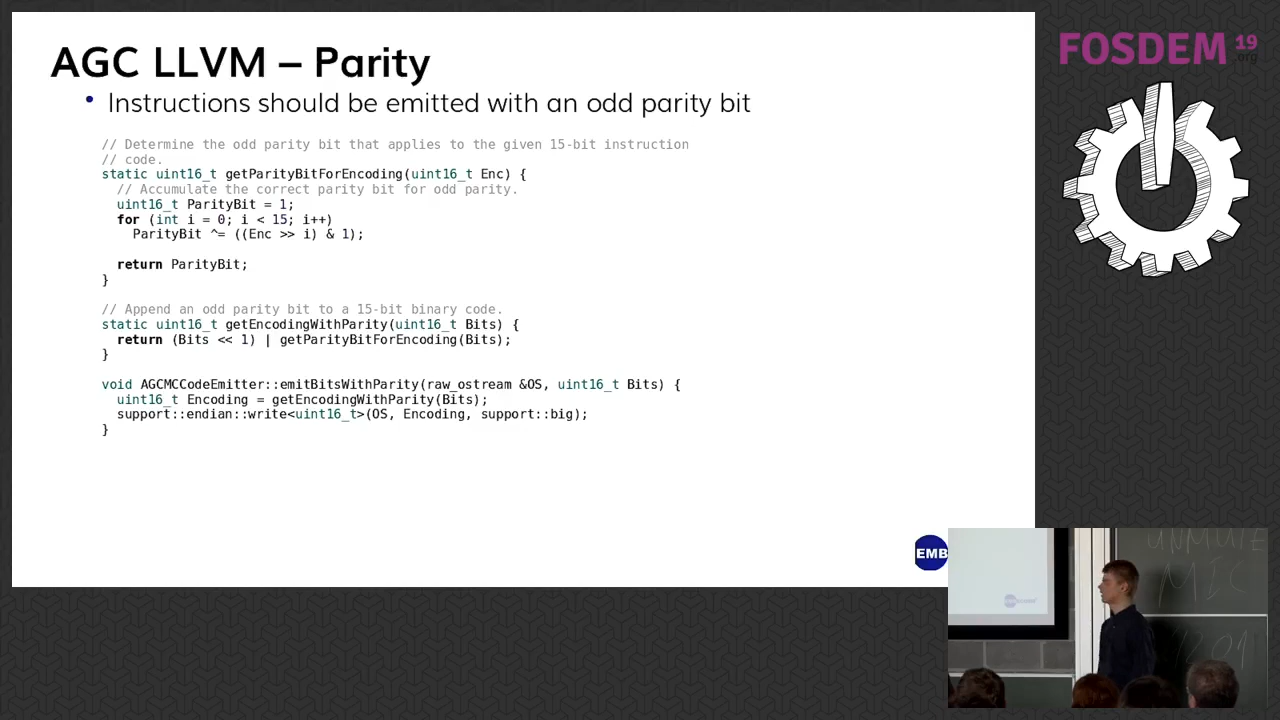 AGC LLVM – Parity
• Instructions should be emitted with an odd parity bit
// Determine the odd parity bit that applies to the given 15-bit instruction
// code.
static uint16_t getParityBitForEncoding(uint16_t Enc) {
// Accumulate the correct parity bit for odd parity.
uint16_t ParityBit = 1;
for (int i = 0; i < 15; i++)
ParityBit ^= ((Enc >> i) & 1);
return ParityBit;
}
// Append an odd parity bit to a 15-bit binary code.
static uint16_t getEncodingWithParity(uint16_t Bits) {
return (Bits << 1) | getParityBitForEncoding(Bits);
}
void AGCMCCodeEmitter::emitBitsWithParity(raw_ostream &OS, uint16_t Bits) {
uint16_t Encoding = getEncodingWithParity(Bits);
support::endian::write<uint16_t>(OS, Encoding, support::big);
}
EMB
FOSDEM 19
.org
UNMUTE
MIC